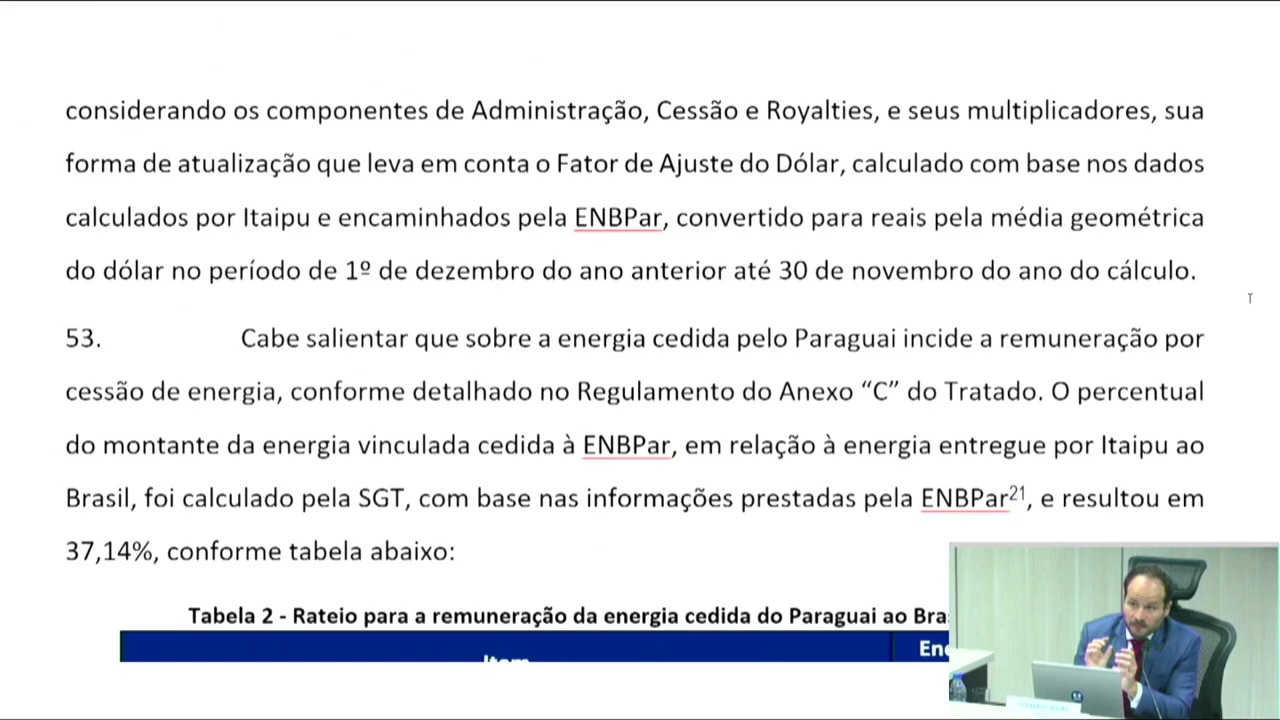 considerando os componentes de Administração, Cessão e Royalties, e seus multiplicadores, sua
forma de atualização que leva em conta o Fator de Ajuste do Dólar, calculado com base nos dados
calculados por Itaipu e encaminhados pela ENBPar, convertido para reais pela média geométrica
do dólar no período de 1º de dezembro do ano anterior até 30 de novembro do ano do cálculo.
53. Cabe salientar que sobre a energia cedida pelo Paraguai incide a remuneração por
cessão de energia, conforme detalhado no Regulamento do Anexo “C” do Tratado. O percentual
do montante da energia vinculada cedida à ENBPar, em relação à energia entregue por Itaipu ao
Brasil, foi calculado pela SGT, com base nas informações prestadas pela ENBPar21, e resultou em
37,14%, conforme tabela abaixo:
Tabela 2 - Rateio para a remuneração da energia cedida do Paraguai ao Bra